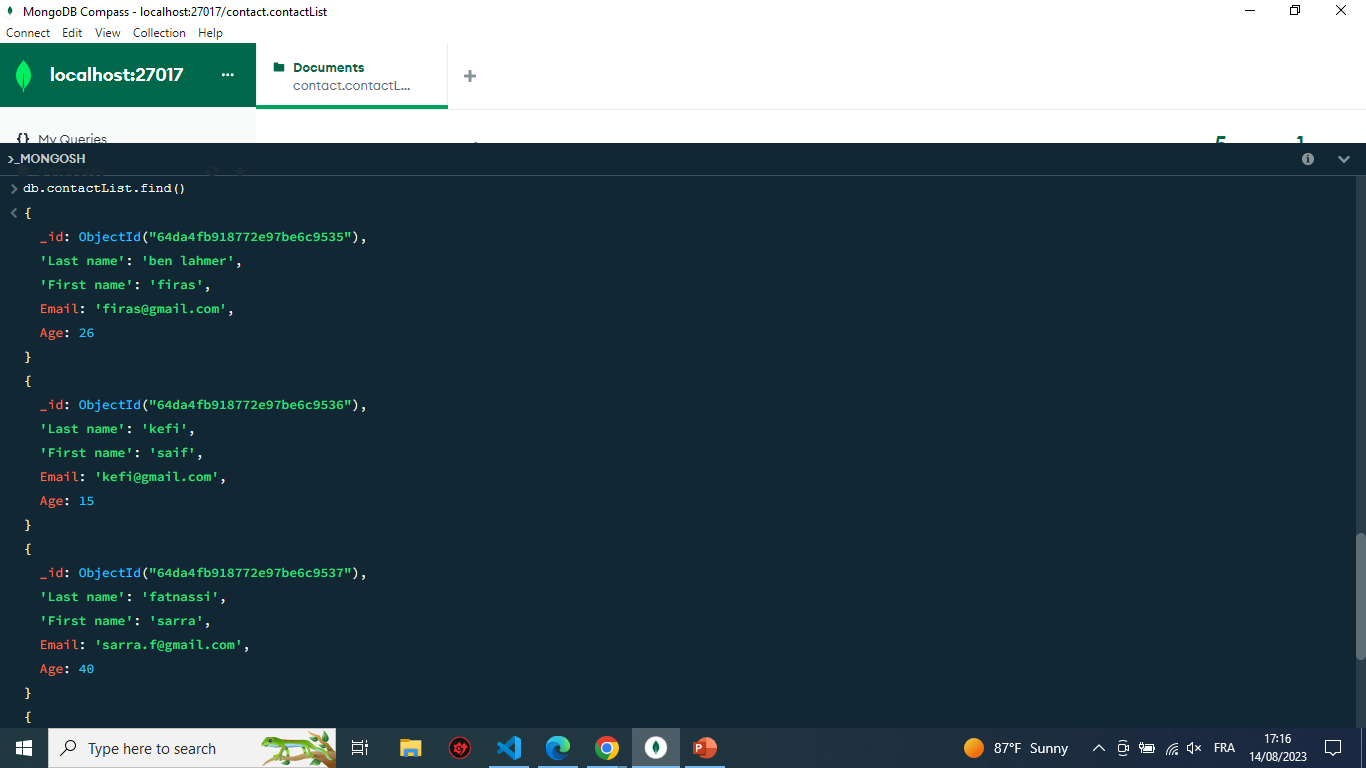 MongoDB Compass - localhost:27017/contact.contactList
Connect Edit View Collection Help
localhost:27017 ...
Documents
contact.contactL...
{} My Queries
5 1
>_MONGOSH
> db.contactList.find()
< {
_id: ObjectId("64da4fb918772e97be6c9535"),
'Last name': 'ben lahmer',
'First name': 'firas',
Email: 'firas@gmail.com',
Age: 26
}
{
_id: ObjectId("64da4fb918772e97be6c9536"),
'Last name': 'kefi',
'First name': 'saif',
Email: 'kefi@gmail.com',
Age: 15
}
{
_id: ObjectId("64da4fb918772e97be6c9537"),
'Last name': 'fatnassi',
'First name': 'sarra',
Email: 'sarra.f@gmail.com',
Age: 40
}
{
Type here to search
87°F Sunny
FRA
17:16
14/08/2023